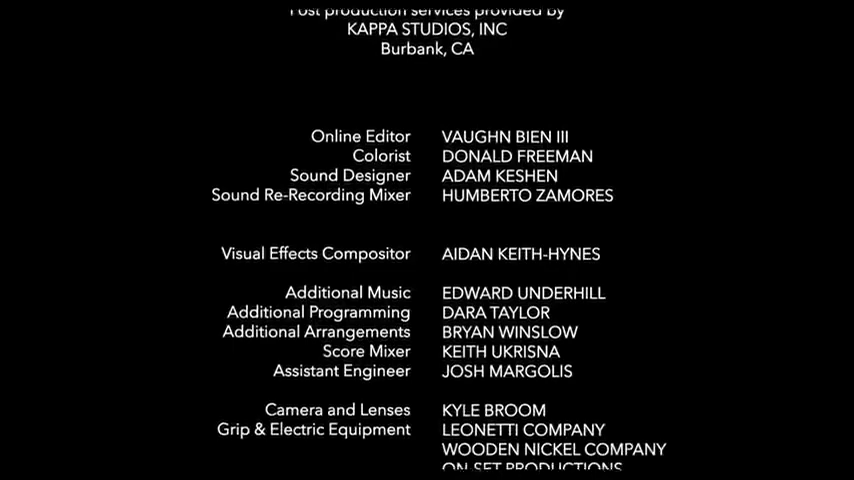 Post production services provided by
KAPPA STUDIOS, INC
Burbank, CA
Online Editor VAUGHN BIEN III
Colorist DONALD FREEMAN
Sound Designer ADAM KESHEN
Sound Re-Recording Mixer HUMBERTO ZAMORES
Visual Effects Compositor AIDAN KEITH-HYNES
Additional Music EDWARD UNDERHILL
Additional Programming DARA TAYLOR
Additional Arrangements BRYAN WINSLOW
Score Mixer KEITH UKRISNA
Assistant Engineer JOSH MARGOLIS
Camera and Lenses KYLE BROOM
Grip & Electric Equipment LEONETTI COMPANY
WOODEN NICKEL COMPANY
ON-SET PRODUCTIONS